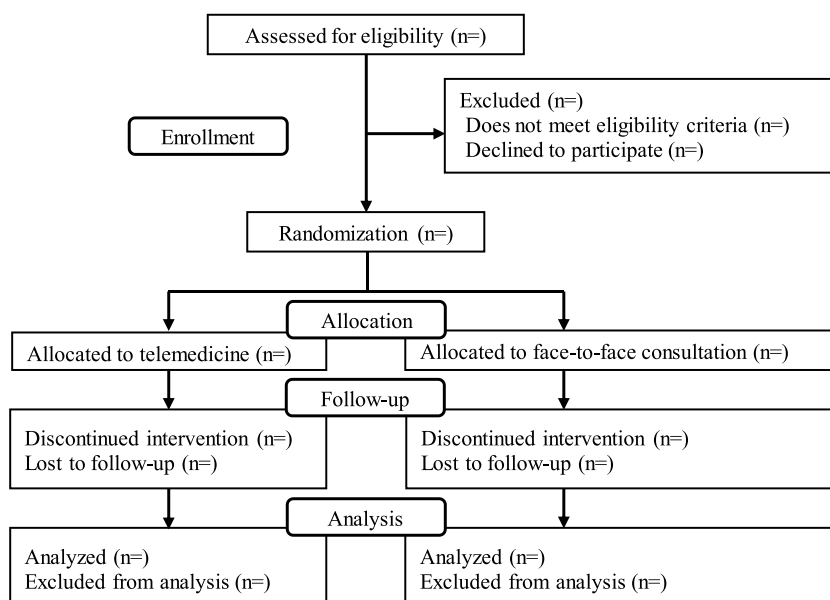 Assessed for eligibility (n=)
Excluded (n=)
Does not meet eligibility criteria (n=)
Declined to participate (n=)
Enrollment
Randomization (n=)
Allocation
Allocated to telemedicine (n=)
Allocated to face-to-face consultation (n=)
Follow-up
Discontinued intervention (n=)
Lost to follow-up (n=)
Discontinued intervention (n=)
Lost to follow-up (n=)
Analysis
Analyzed (n=)
Excluded from analysis (n=)
Analyzed (n=)
Excluded from analysis (n=)